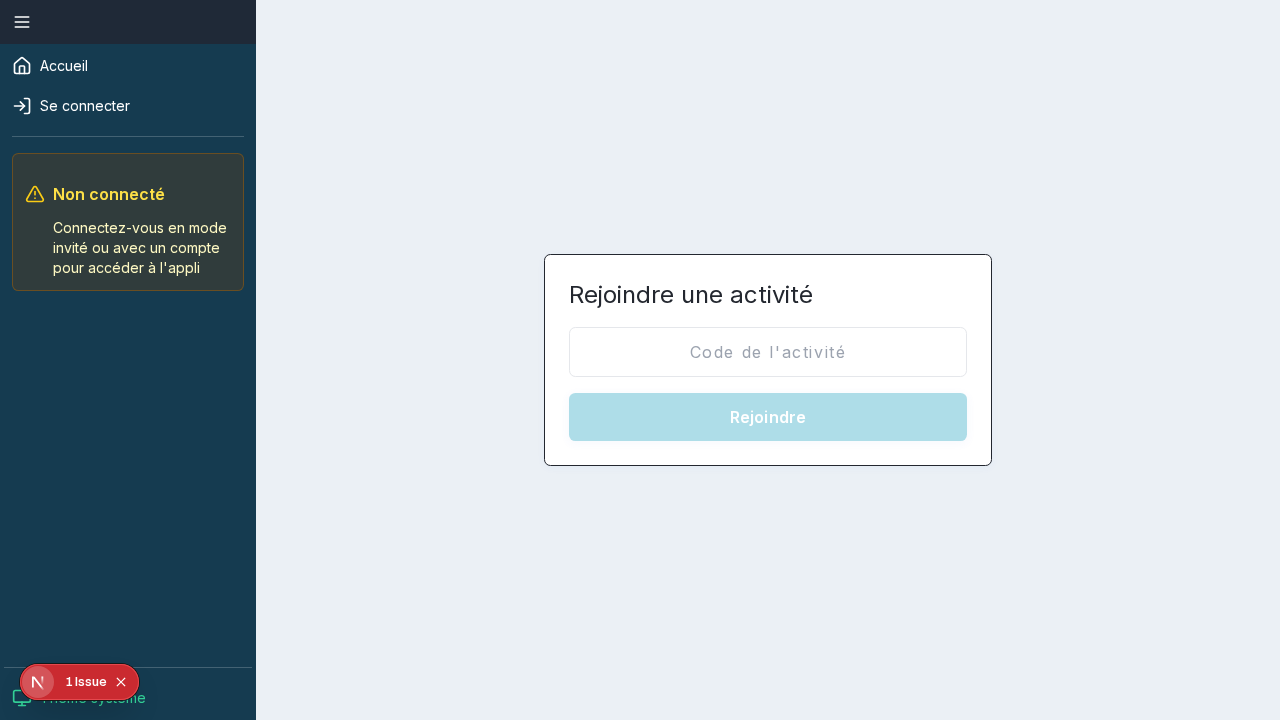 Accueil
Se connecter
Non connecté
Connectez-vous en mode
invité ou avec un compte
pour accéder à l'appli
Rejoindre une activité
Code de l'activité
Rejoindre
N
1 Issue
système